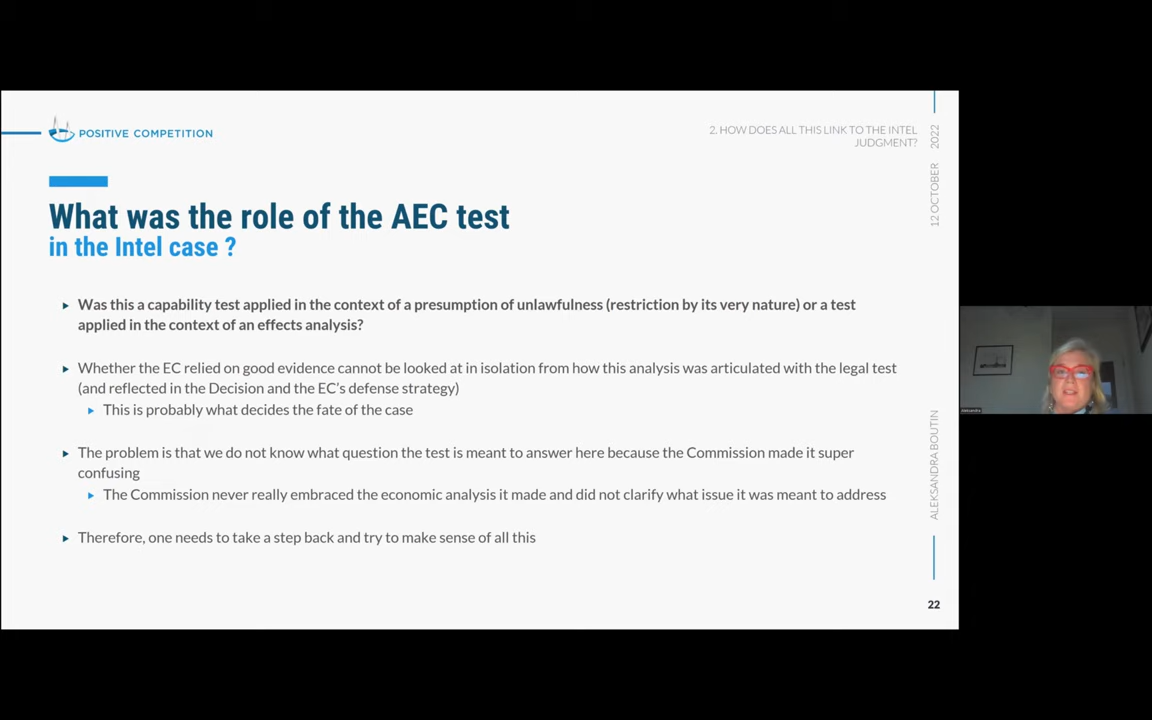 POSITIVE COMPETITION
2. HOW DOES ALL THIS LINK TO THE INTEL
JUDGMENT?
12 OCTOBER 2022
What was the role of the AEC test
in the Intel case ?
Was this a capability test applied in the context of a presumption of unlawfulness (restriction by its very nature) or a test
applied in the context of an effects analysis?
Whether the EC relied on good evidence cannot be looked at in isolation from how this analysis was articulated with the legal test
(and reflected in the Decision and the EC's defense strategy)
This is probably what decides the fate of the case
The problem is that we do not know what question the test is meant to answer here because the Commission made it super
confusing
The Commission never really embraced the economic analysis it made and did not clarify what issue it was meant to address
Therefore, one needs to take a step back and try to make sense of all this
ALEKSANDRA BOUTIN
22
Aleksandra